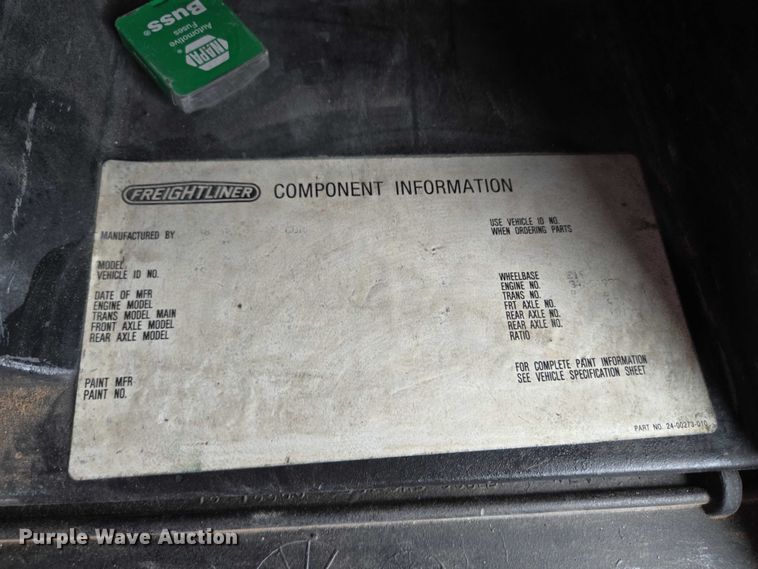 NAPA
Automotive
Fuses
Buss®
FREIGHTLINER COMPONENT INFORMATION
MANUFACTURED BY
USE VEHICLE ID NO.
WHEN ORDERING PARTS
MODEL
VEHICLE ID NO.
DATE OF MFR
ENGINE MODEL
TRANS MODEL MAIN
FRONT AXLE MODEL
REAR AXLE MODEL
WHEELBASE
ENGINE NO.
TRANS NO.
FRT AXLE NO.
REAR AXLE NO.
REAR AXLE NO.
RATIO
PAINT MFR
PAINT NO.
FOR COMPLETE PAINT INFORMATION
SEE VEHICLE SPECIFICATION SHEET
PART NO. 24-00273-010
Purple Wave Auction